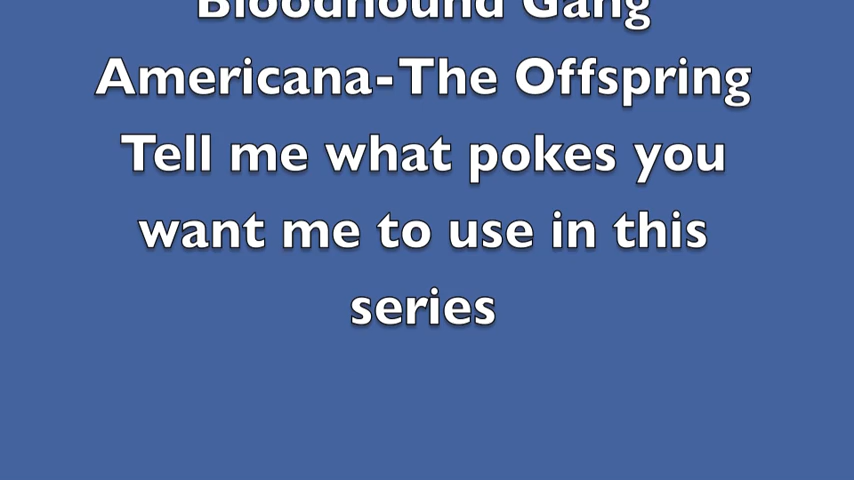 Bloodhound Gang
Americana-The Offspring
Tell me what pokes you
want me to use in this
series